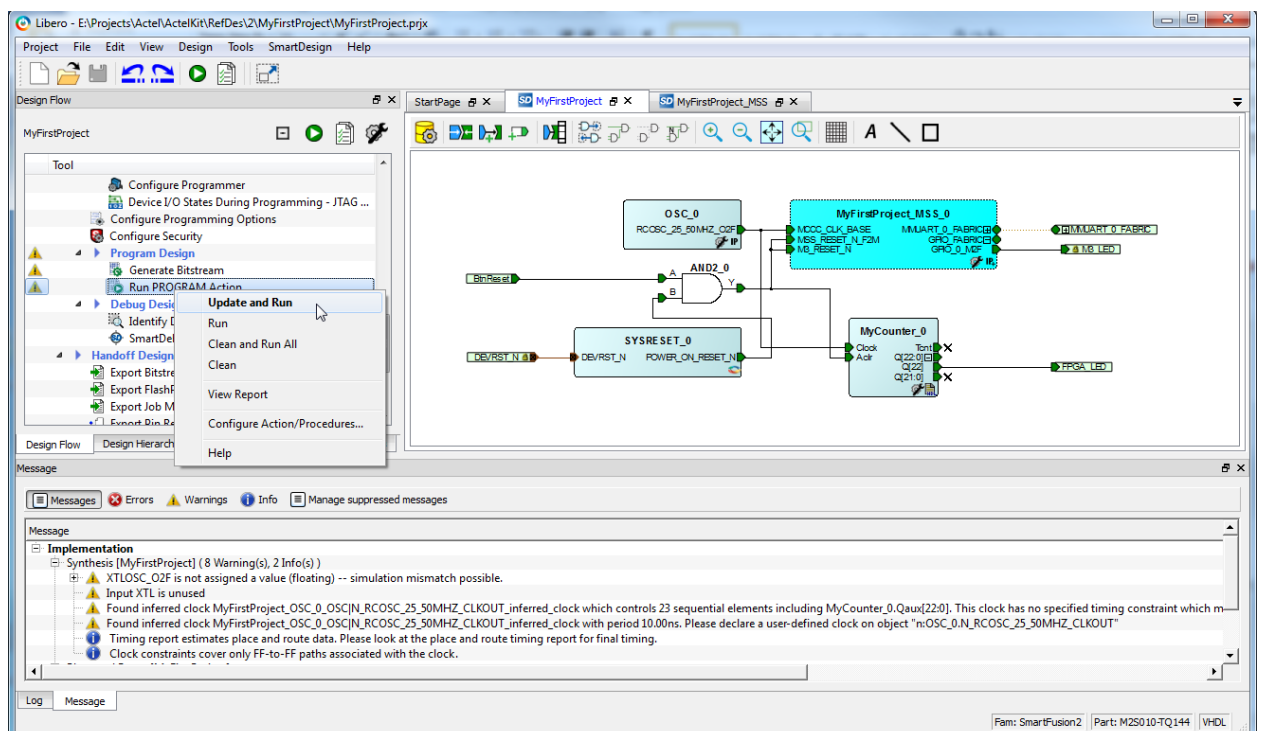 Libero - E:\Projects\Actel\ActelKit\RefDes\2\MyFirstProject\MyFirstProject.prjx
Project File Edit View Design Tools SmartDesign Help
Design Flow
StartPage
MyFirstProject
MyFirstProject_MSS
MyFirstProject
Tool
Configure Programmer
Device I/O States During Programming - JTAG ...
Configure Programming Options
Configure Security
Program Design
Generate Bitstream
Run PROGRAM Action
Debug Desi
Identify D
SmartDel
Handoff Design
Export Bitstre
Export FlashP
Export Job M
Export Pin Re
Update and Run
Run
Clean and Run All
Clean
View Report
Configure Action/Procedures...
Help
Design Flow
Design Hierarch
OSC_0
RCOSC_25_50MHZ_O2F
IP
MyFirstProject_MSS_0
MCCC_CLK_BASE
MSS_RESET_N_F2M
M3_RESET_N
MMUART_0_FABRIC
GPIO_FABRIC
GPIO_0_M2F
MMUART_0_FABRIC
M3_LED
BtnReset
AND2_0
A
B
Y
SYSRESET_0
DEVRST_N
DEVRST_N
POWER_ON_RESET_N
MyCounter_0
Clock
Aclr
Tcnt
Q[22:0]
Q[22]
Q[21:0]
FPGA_LED
Message
Messages Errors Warnings Info Manage suppressed messages
Message
Implementation
Synthesis [MyFirstProject] ( 8 Warning(s), 2 Info(s) )
XTLOSC_O2F is not assigned a value (floating) -- simulation mismatch possible.
Input XTL is unused
Found inferred clock MyFirstProject_OSC_0_OSC|N_RCOSC_25_50MHZ_CLKOUT_inferred_clock which controls 23 sequential elements including MyCounter_0.Qaux[22:0]. This clock has no specified timing constraint which m
Found inferred clock MyFirstProject_OSC_0_OSC|N_RCOSC_25_50MHZ_CLKOUT_inferred_clock with period 10.00ns. Please declare a user-defined clock on object "n:OSC_0.N_RCOSC_25_50MHZ_CLKOUT"
Timing report estimates place and route data. Please look at the place and route timing report for final timing.
Clock constraints cover only FF-to-FF paths associated with the clock.
Log
Message
Fam: SmartFusion2 Part: M2S010-TQ144 VHDL